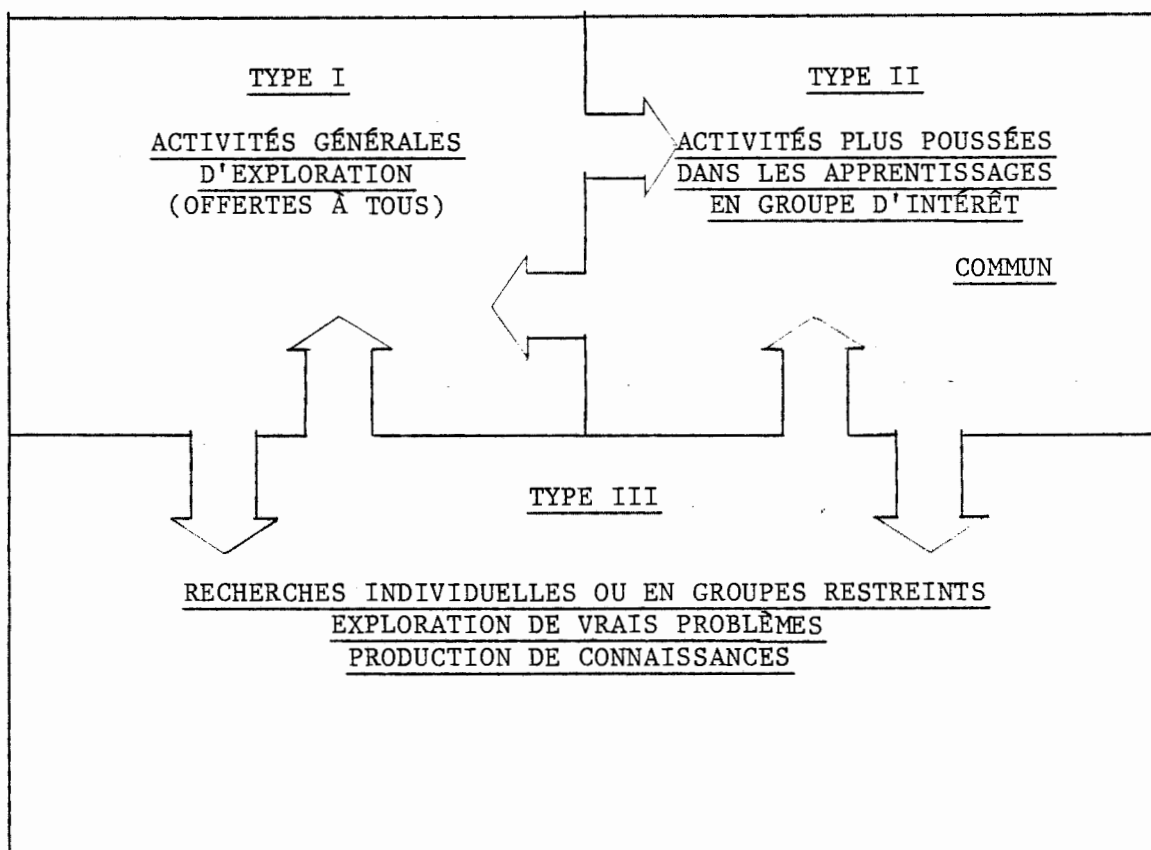 TYPE I
ACTIVITÉS GÉNÉRALES
D'EXPLORATION
(OFFERTES À TOUS)
TYPE II
ACTIVITÉS PLUS POUSSÉES
DANS LES APPRENTISSAGES
EN GROUPE D'INTÉRÊT
COMMUN
TYPE III
RECHERCHES INDIVIDUELLES OU EN GROUPES RESTREINTS
EXPLORATION DE VRAIS PROBLÈMES
PRODUCTION DE CONNAISSANCES